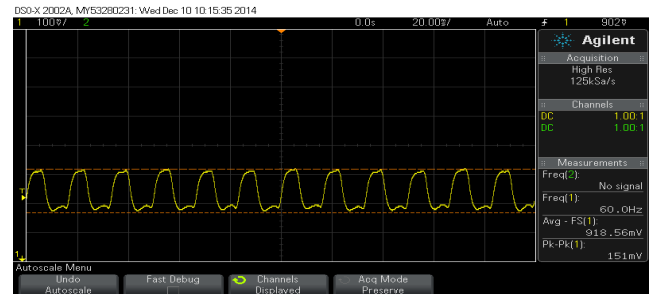 DSO-X 2002A, MY53280231: Wed Dec 10 10:15:35 2014
1 100%/ 2 0.0s 20.00%/ Auto 1 902%
Agilent
Acquisition
High Res
125kSa/s
Channels
DC 1.00:1
DC 1.00:1
Measurements
Freq(2):
No signal
Freq(1):
60.0Hz
Avg - FS(1):
918.56mV
Pk-Pk(1):
151mV
T
1
Autoscale Menu
Undo
Autoscale
Fast Debug
Channels
Displayed
Acq Mode
Preserve